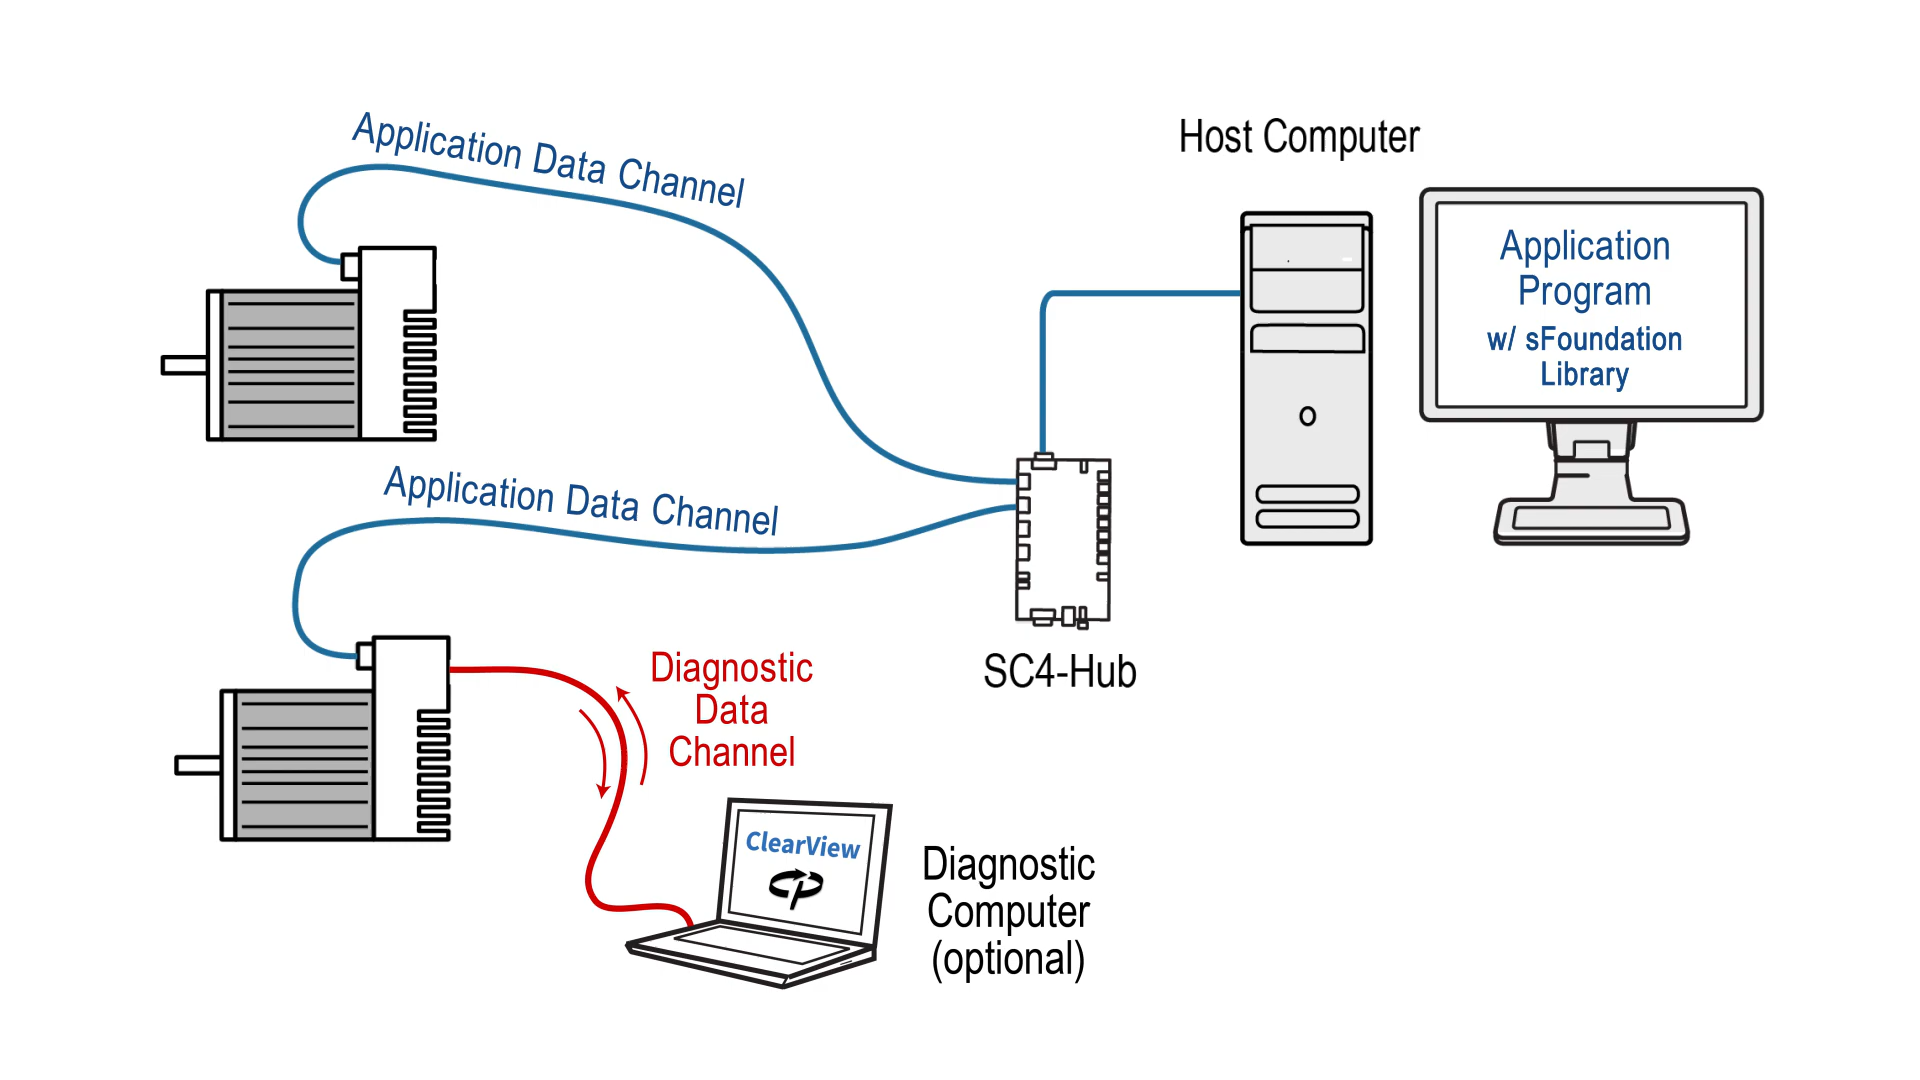 Application Data Channel
Host Computer
Application
Program
w/ sFoundation
Library
Application Data Channel
SC4-Hub
Diagnostic
Data
Channel
ClearView
Diagnostic
Computer
(optional)